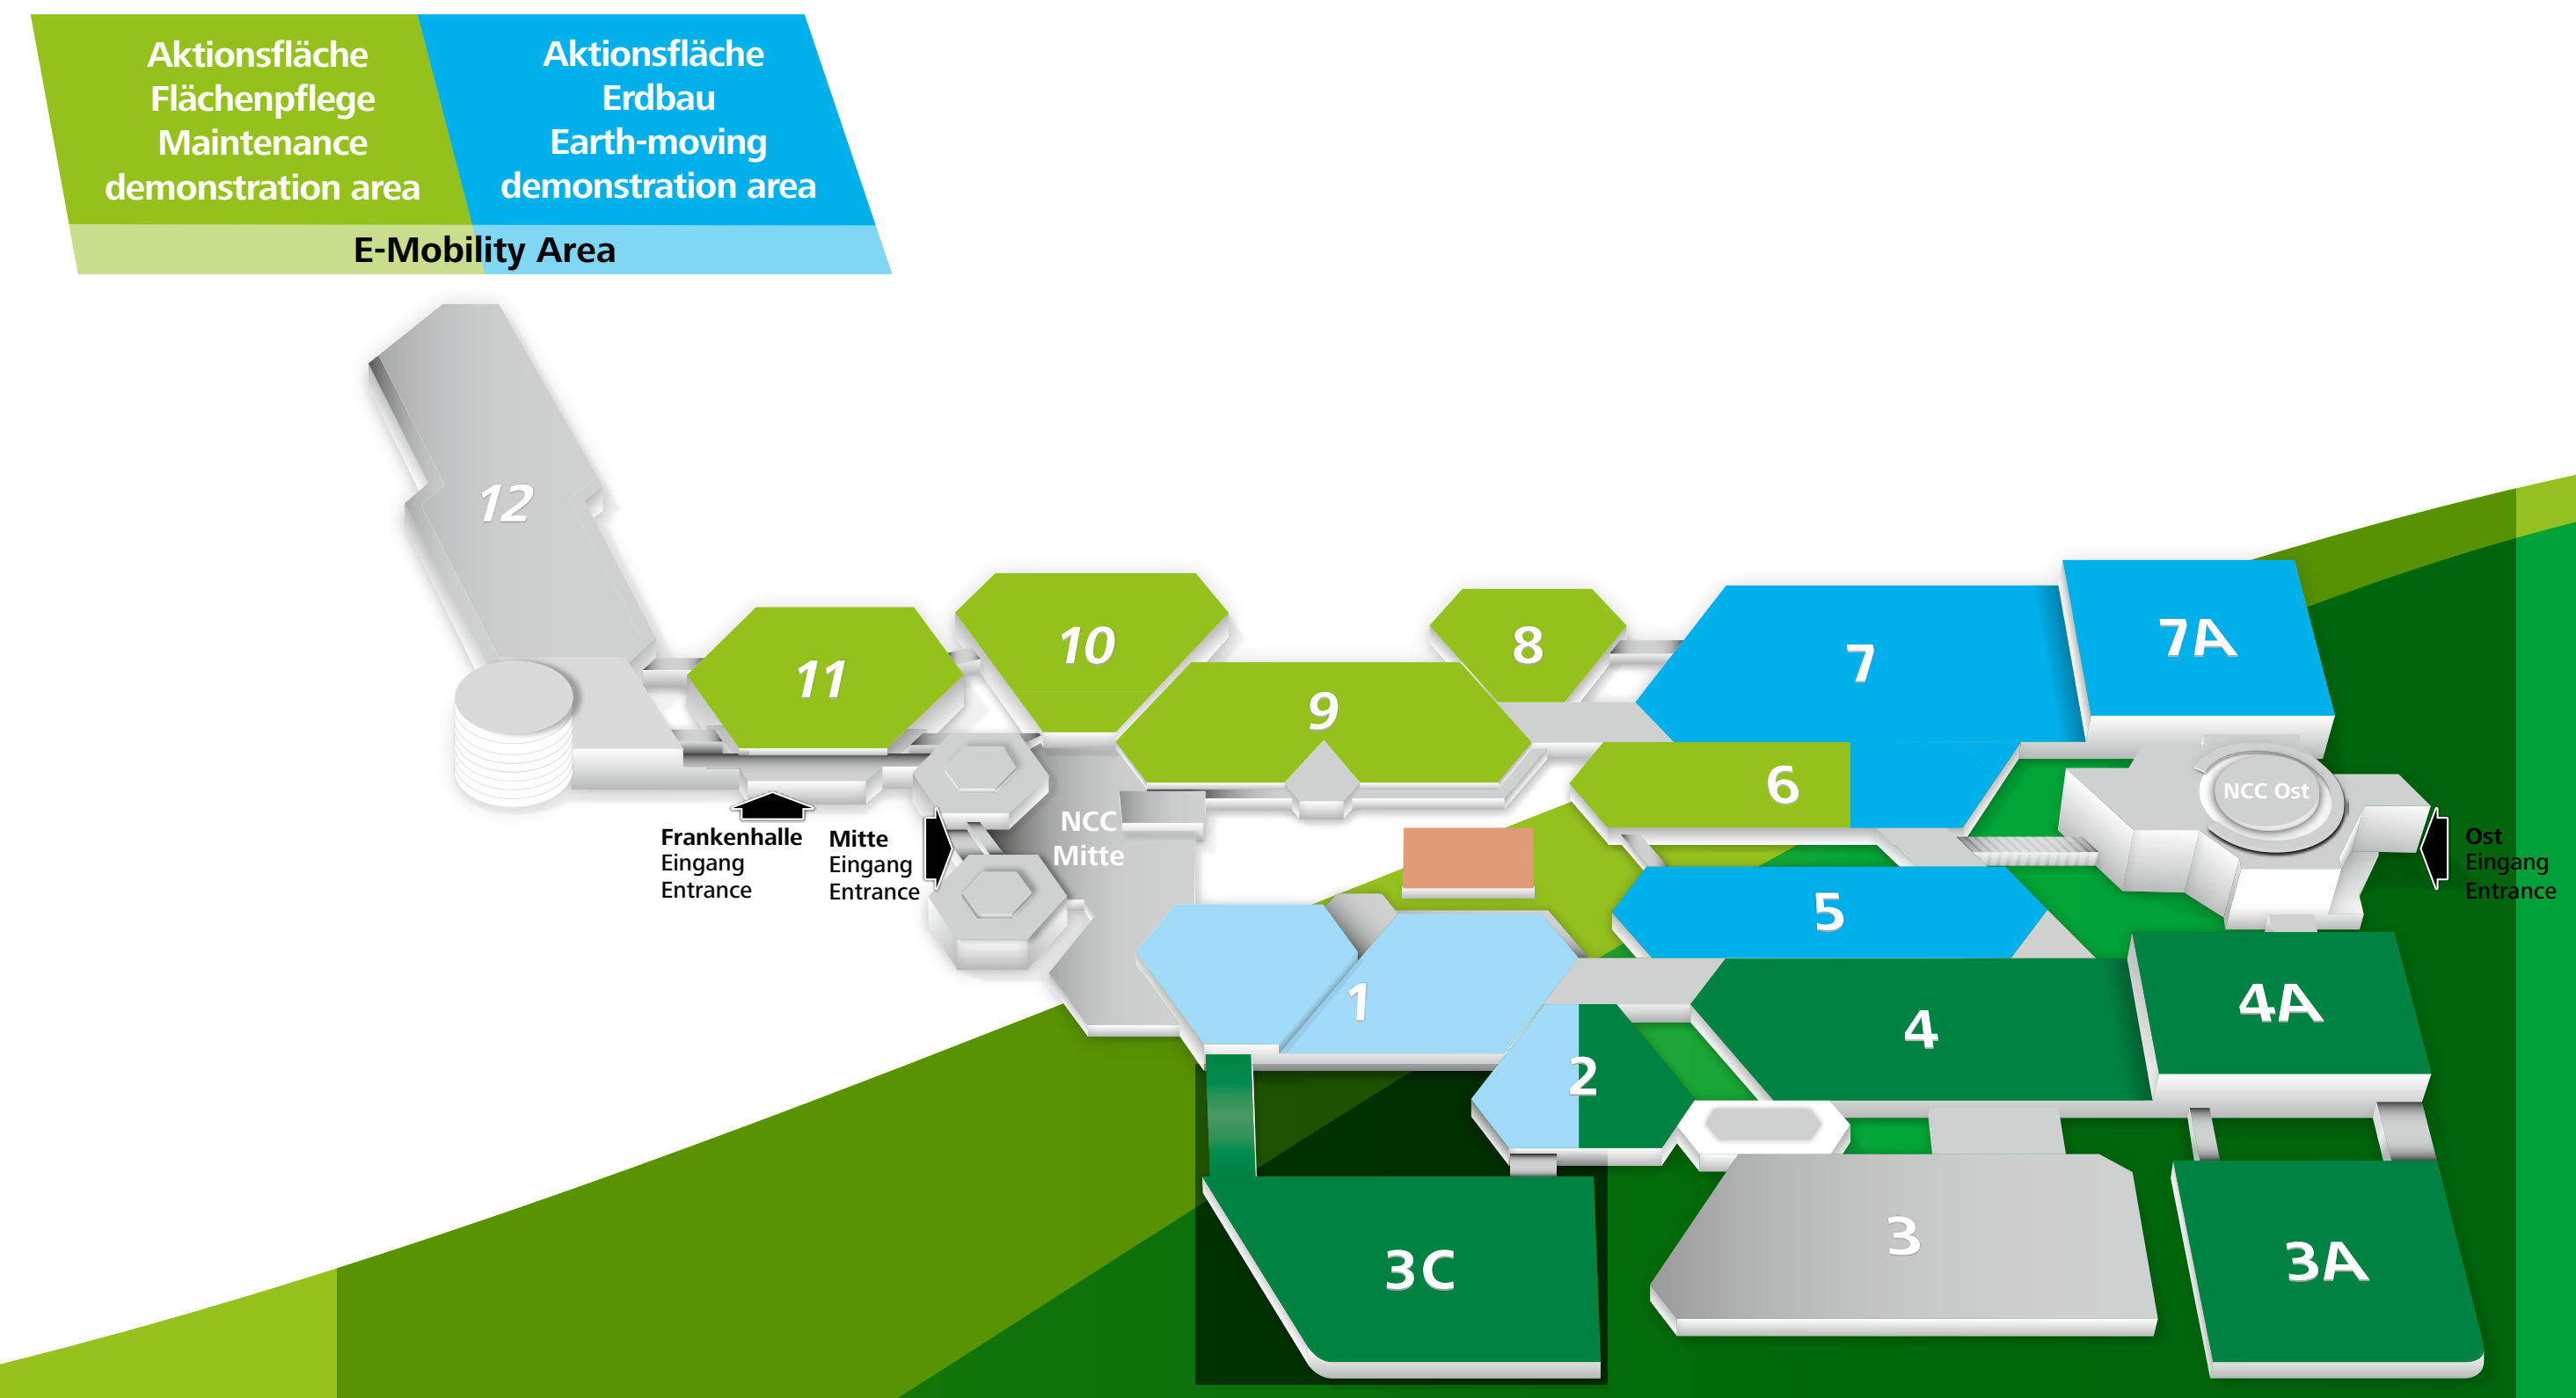 Aktionsfläche
Flächenpflege
Maintenance
demonstration area
Aktionsfläche
Erdbau
Earth-moving
demonstration area
E-Mobility Area
12
11
10
9
8
7
7A
6
5
NCC
Mitte
NCC Ost
Frankenhalle
Eingang
Entrance
Mitte
Eingang
Entrance
Ost
Eingang
Entrance
1
2
4
4A
3C
3
3A